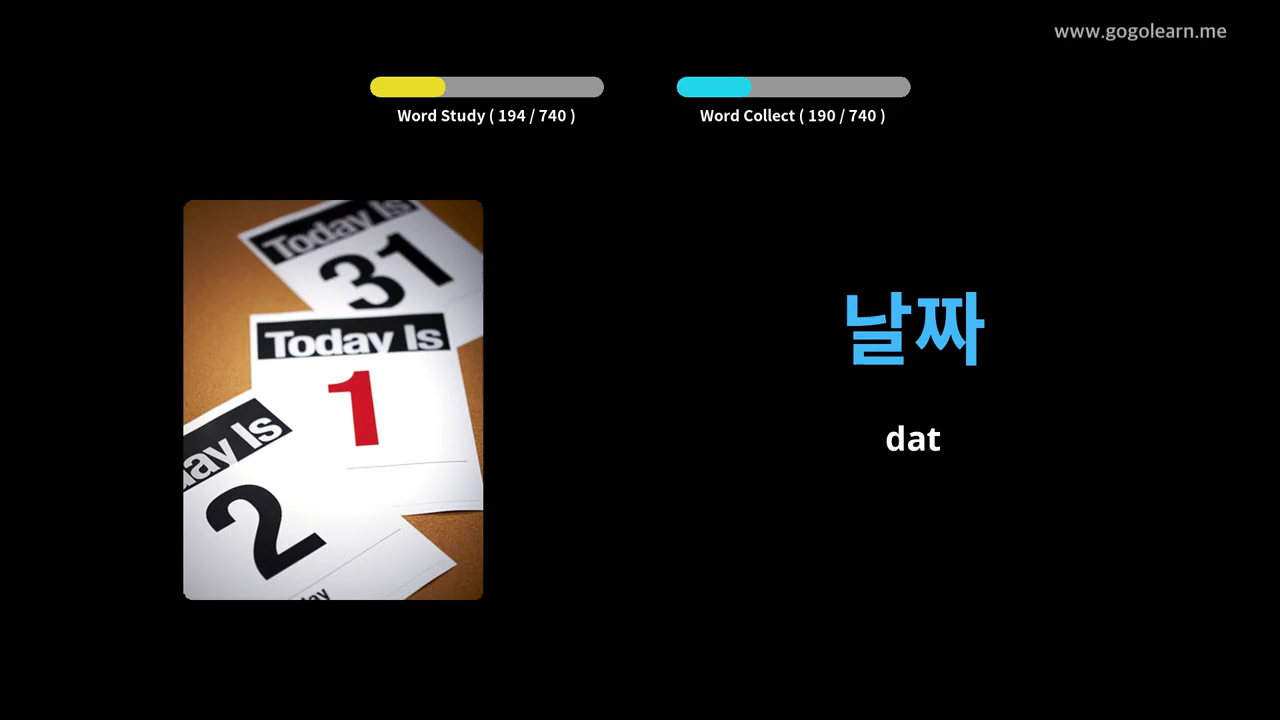 www.gogolearn.me
Word Study ( 194 / 740 )
Word Collect ( 190 / 740 )
Today Is
31
Today Is
1
ay Is
2
날짜
dat